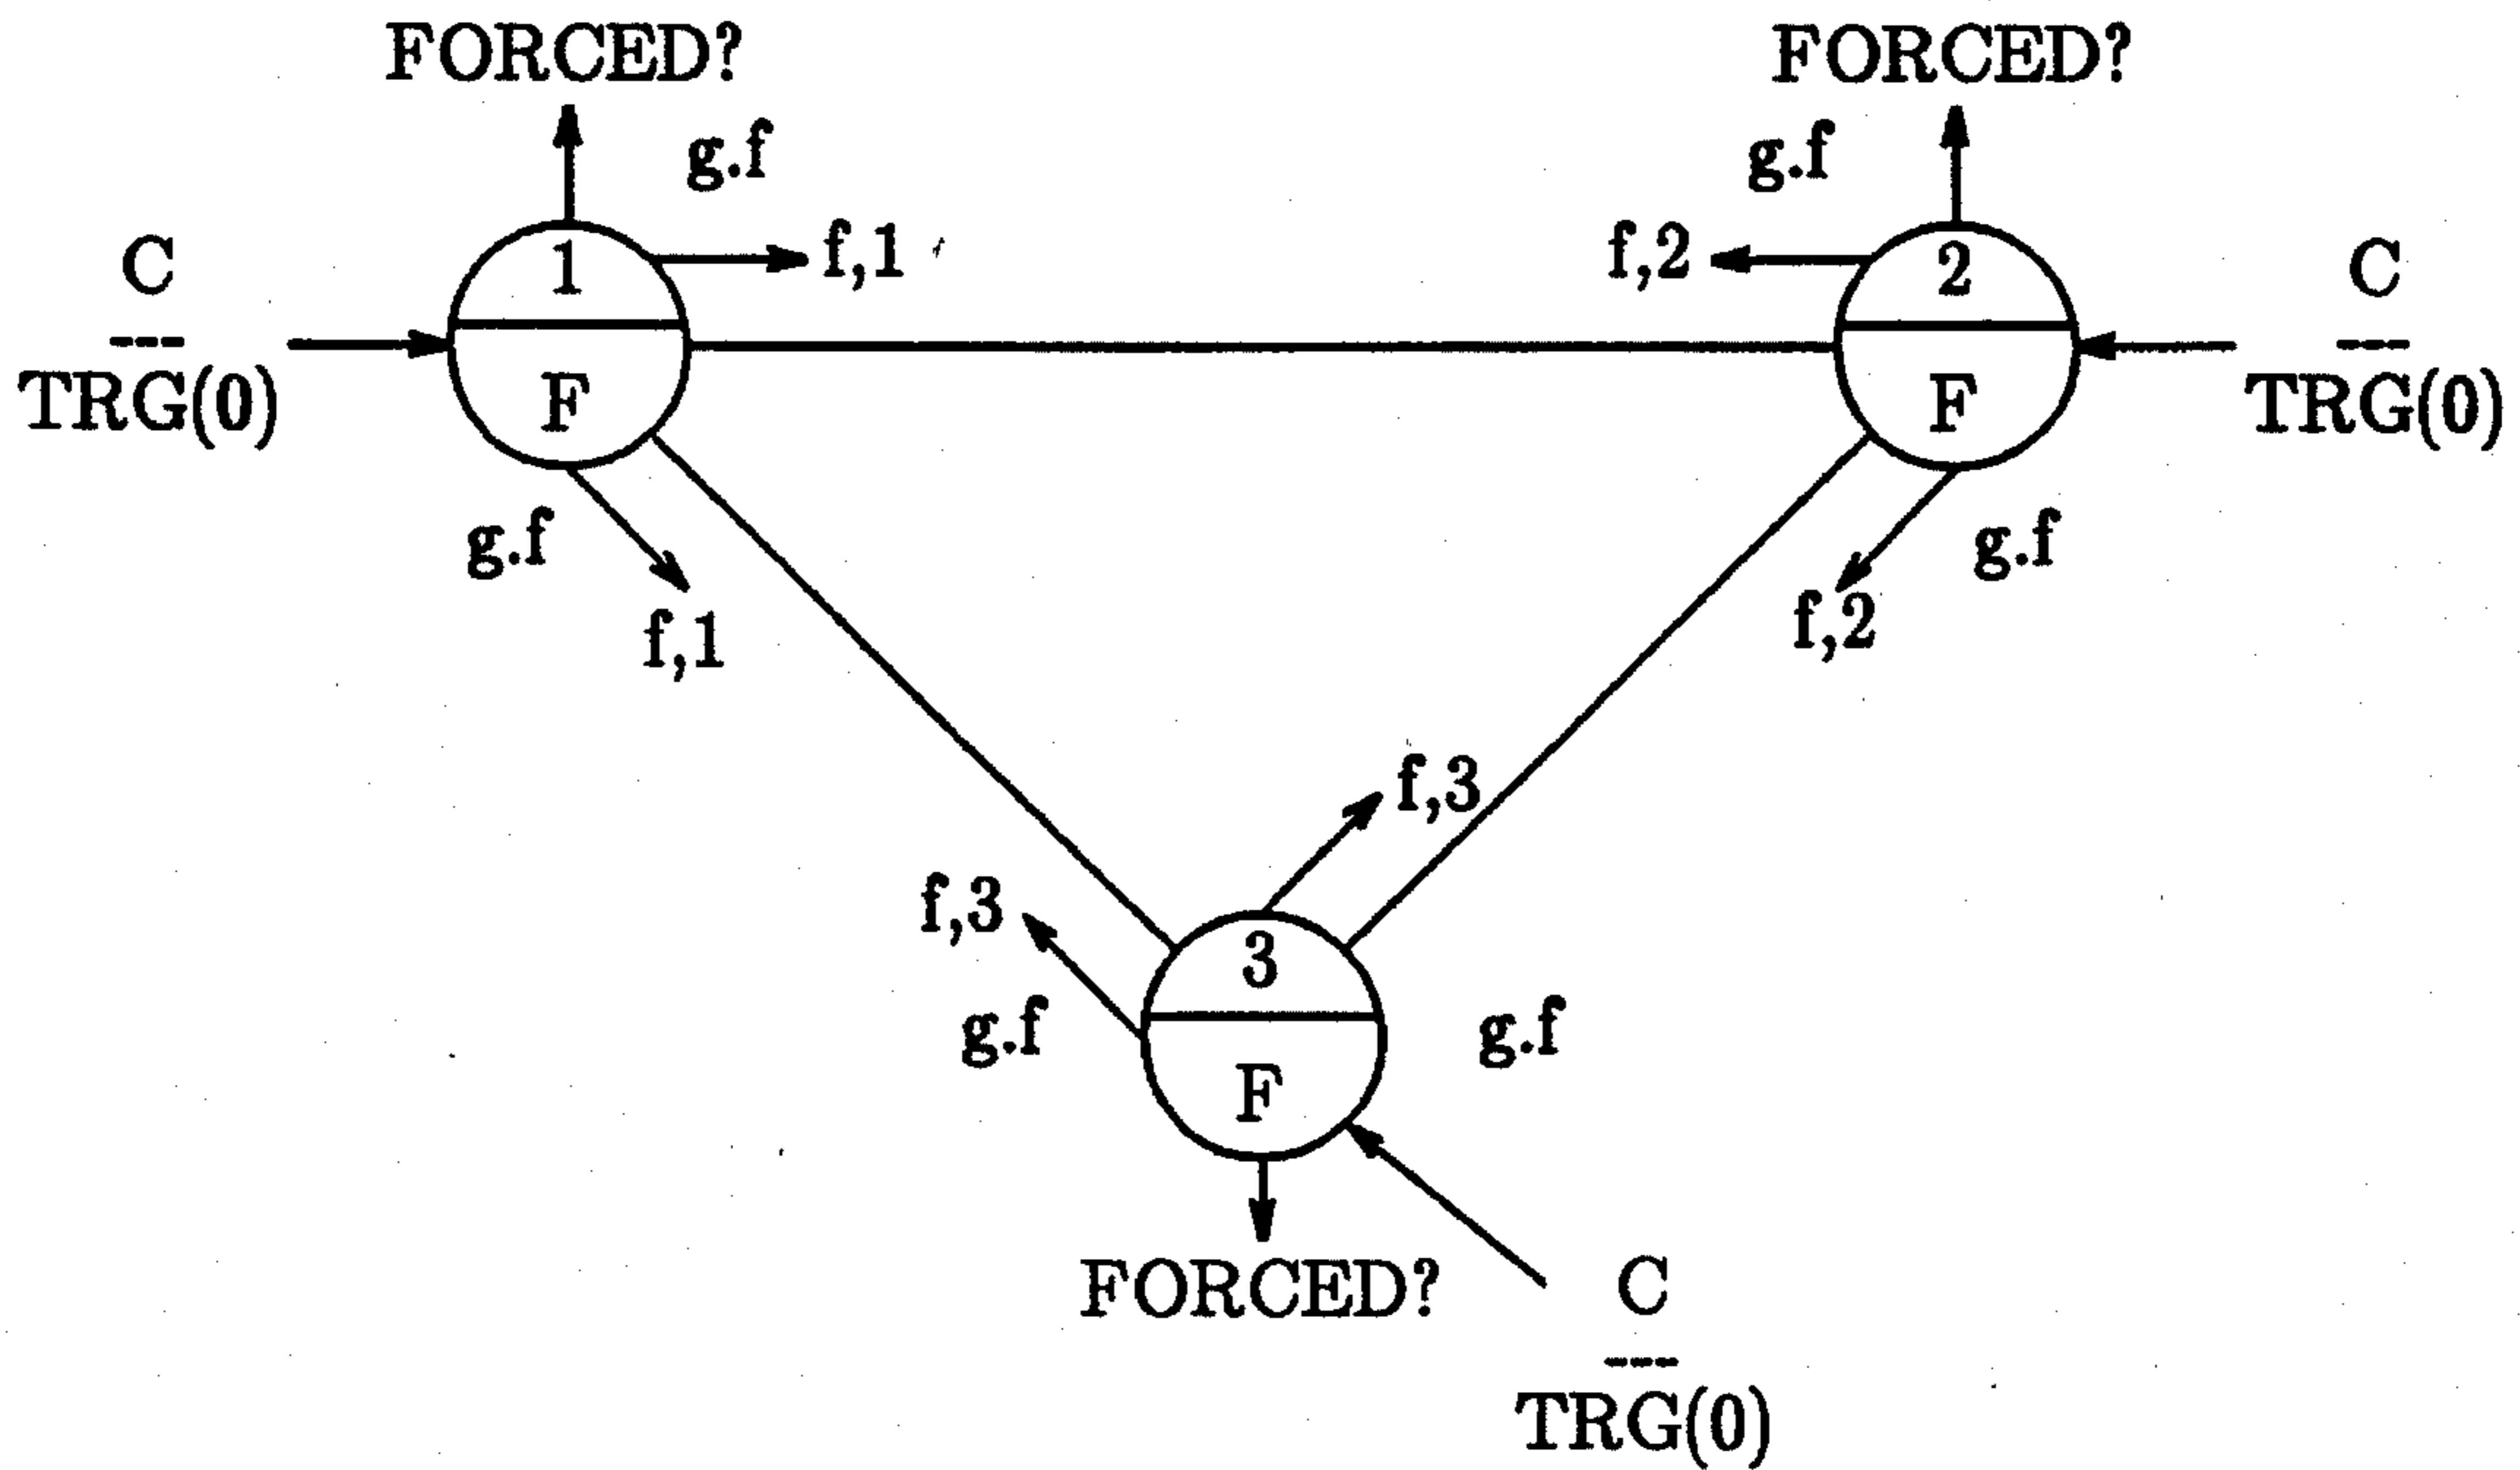 FORCED?
FORCED?
g.f
g.f
C
---
TRG(0)
1
F
f,1
f,2
2
F
C
---
TRG(0)
g.f
f,1
g.f
f,2
f,3
f,3
3
F
g.f
g.f
FORCED?
C
---
TRG(0)